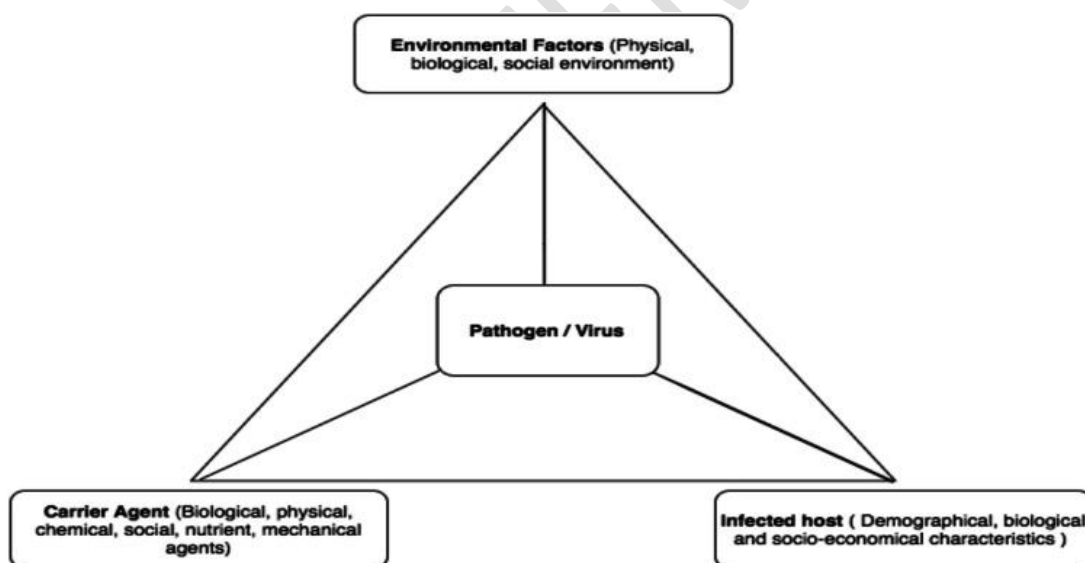 Environmental Factors (Physical,
biological, social environment)
Pathogen / Virus
Carrier Agent (Biological, physical,
chemical, social, nutrient, mechanical
agents)
Infected host ( Demographical, biological
and socio-economical characteristics )